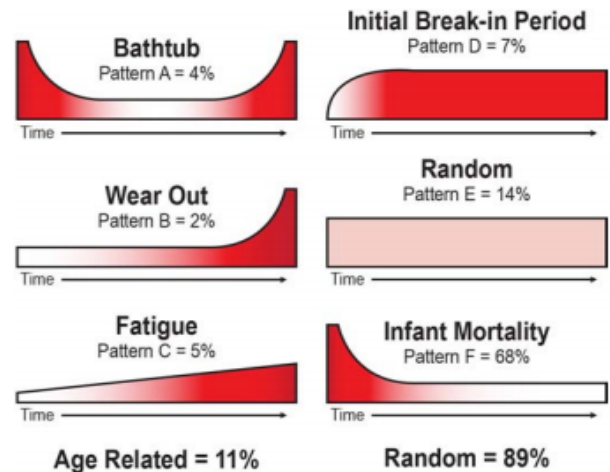 Bathtub
Pattern A = 4%
Time
Wear Out
Pattern B = 2%
Time
Fatigue
Pattern C = 5%
Time
Age Related = 11%
Initial Break-in Period
Pattern D = 7%
Time
Random
Pattern E = 14%
Time
Infant Mortality
Pattern F = 68%
Time
Random = 89%